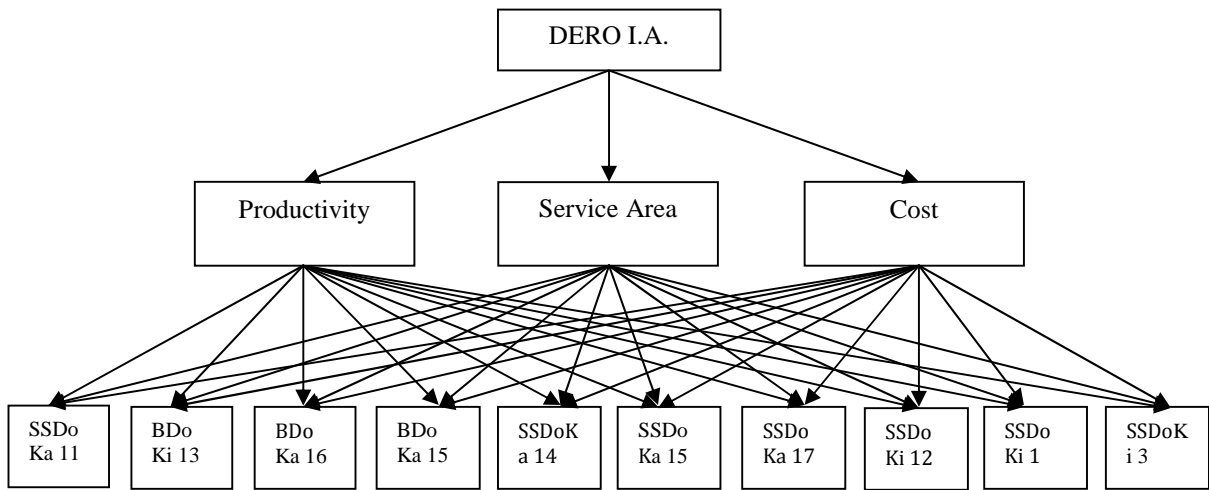 DERO I.A.
Productivity
Service Area
Cost
SSDo
Ka 11
BDo
Ki 13
BDo
Ka 16
BDo
Ka 15
SSDoK
a 14
SSDo
Ka 15
SSDo
Ka 17
SSDo
Ki 12
SSDo
Ki 1
SSDoK
i 3